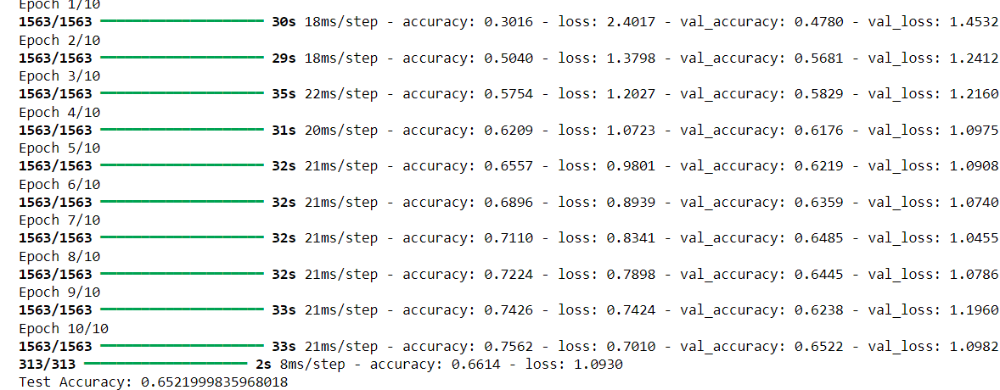 Epoch 1/10
1563/1563 ━━━━━━━━━━━━━━━━━━━━ 30s 18ms/step - accuracy: 0.3016 - loss: 2.4017 - val_accuracy: 0.4780 - val_loss: 1.4532
Epoch 2/10
1563/1563 ━━━━━━━━━━━━━━━━━━━━ 29s 18ms/step - accuracy: 0.5040 - loss: 1.3798 - val_accuracy: 0.5681 - val_loss: 1.2412
Epoch 3/10
1563/1563 ━━━━━━━━━━━━━━━━━━━━ 35s 22ms/step - accuracy: 0.5754 - loss: 1.2027 - val_accuracy: 0.5829 - val_loss: 1.2160
Epoch 4/10
1563/1563 ━━━━━━━━━━━━━━━━━━━━ 31s 20ms/step - accuracy: 0.6209 - loss: 1.0723 - val_accuracy: 0.6176 - val_loss: 1.0975
Epoch 5/10
1563/1563 ━━━━━━━━━━━━━━━━━━━━ 32s 21ms/step - accuracy: 0.6557 - loss: 0.9801 - val_accuracy: 0.6219 - val_loss: 1.0908
Epoch 6/10
1563/1563 ━━━━━━━━━━━━━━━━━━━━ 32s 21ms/step - accuracy: 0.6896 - loss: 0.8939 - val_accuracy: 0.6359 - val_loss: 1.0740
Epoch 7/10
1563/1563 ━━━━━━━━━━━━━━━━━━━━ 32s 21ms/step - accuracy: 0.7110 - loss: 0.8341 - val_accuracy: 0.6485 - val_loss: 1.0455
Epoch 8/10
1563/1563 ━━━━━━━━━━━━━━━━━━━━ 32s 21ms/step - accuracy: 0.7224 - loss: 0.7898 - val_accuracy: 0.6445 - val_loss: 1.0786
Epoch 9/10
1563/1563 ━━━━━━━━━━━━━━━━━━━━ 33s 21ms/step - accuracy: 0.7426 - loss: 0.7424 - val_accuracy: 0.6238 - val_loss: 1.1960
Epoch 10/10
1563/1563 ━━━━━━━━━━━━━━━━━━━━ 33s 21ms/step - accuracy: 0.7562 - loss: 0.7010 - val_accuracy: 0.6522 - val_loss: 1.0982
313/313 ━━━━━━━━━━━━━━━━━━━━ 2s 8ms/step - accuracy: 0.6614 - loss: 1.0930
Test Accuracy: 0.6521999835968018